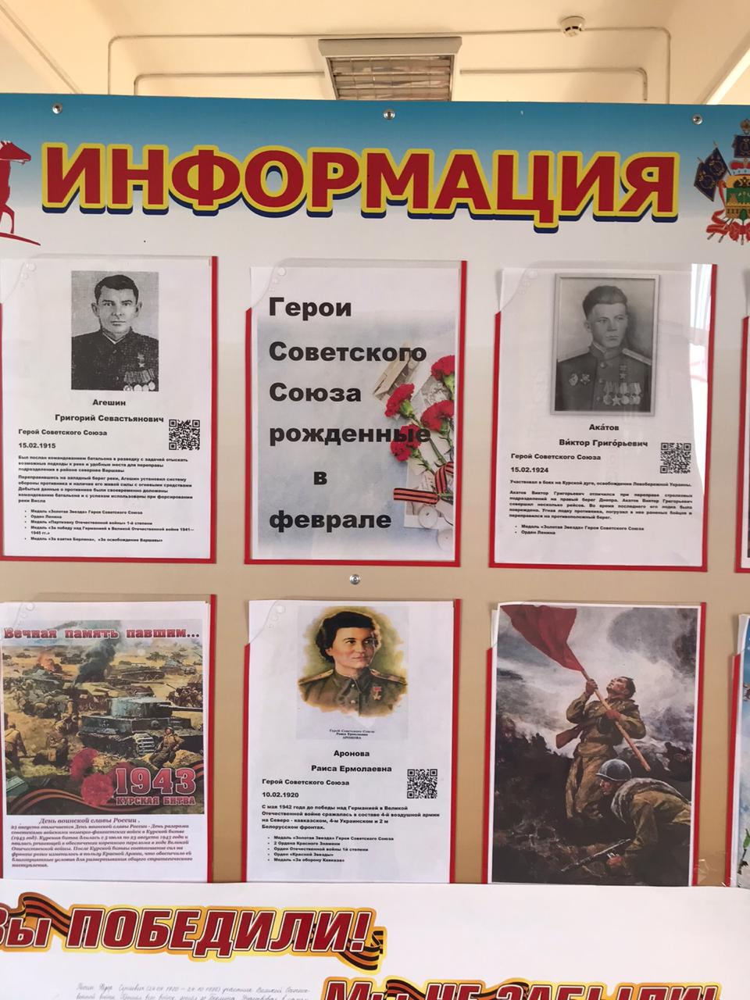 ИНФОРМАЦИЯ
Агешин
Григорий Севастьянович
Герой Советского Союза
15.02.1915
Был послан командованием батальона в разведку с задачей отыскать
возможные подходы к реке и удобные места для переправы
подразделения в районе севернее Варшавы
Переправившись на западный берег реки, Агешин установил систему
обороны противника и наличие его живой силы с огневыми средствами
Добытые данные о противнике были своевременно доложены
командованию батальона и с успехом использованы при форсировании
реки Висла
• Медаль «Золотая Звезда» Героя Советского Союза
• Орден Ленина
• Медаль «Партизану Отечественной войны» 1-й степени
• Медаль «За победу над Германией в Великой Отечественной войне 1941—
1945 гг.»
• Медаль «За взятие Берлина», «За освобождение Варшавы»
Герои
Советского
Союза
рожденные
в
феврале
Ака́тов
Ви́ктор Григо́рьевич
Герой Советского Союза
15.02.1924
Участвовал в боях на Курской дуге, освобождении Левобережной Украины.
Акатов Виктор Григорьевич отличился при переправе стрелковых
подразделений на правый берег Днепра. Акатов Виктор Григорьевич
совершил несколько рейсов. Во время последнего его лодка была
повреждена. Угнав лодку противника, погрузил в нее раненых бойцов и
переправился на противоположный берег.
• Медаль «Золотая Звезда» Героя Советского Союза
• Орден Ленина
Вечная память павшим...
1943
КУРСКАЯ БИТВА
День воинской славы России .
23 августа отмечается День воинской славы России - День разгрома
советскими войсками немецко-фашистских войск в Курской битве
(1943 год). Курская битва длилась с 5 июля по 23 августа 1943 года и
явилась решающей в обеспечении коренного перелома в ходе Великой
Отечественной войны. После Курской битвы соотношение сил на
фронте резко изменилось в пользу Красной Армии, что обеспечило ей
благоприятные условия для развертывания общего стратегического
наступления.
Герой Советского Союза
Раиса Ермолаевна
АРОНОВА
Аронова
Раиса Ермолаевна
Герой Советского Союза
10.02.1920
С мая 1942 года до победы над Германией в Великой
Отечественной войне сражалась в составе 4-й воздушной армии
на Северо - кавказском, 4-м Украинском и 2 м
Белорусском фронтах.
• Медаль «Золотая Звезда» Героя Советского Союза
• 2 Ордена Красного Знамени
• Орден Отечественной войны 1й степени
• Орден «Красной Звезды»
• Медаль «За оборону Кавказа»
Вы ПОБЕДИЛИ!
МЫ НЕ ЗАБЫЛИ!